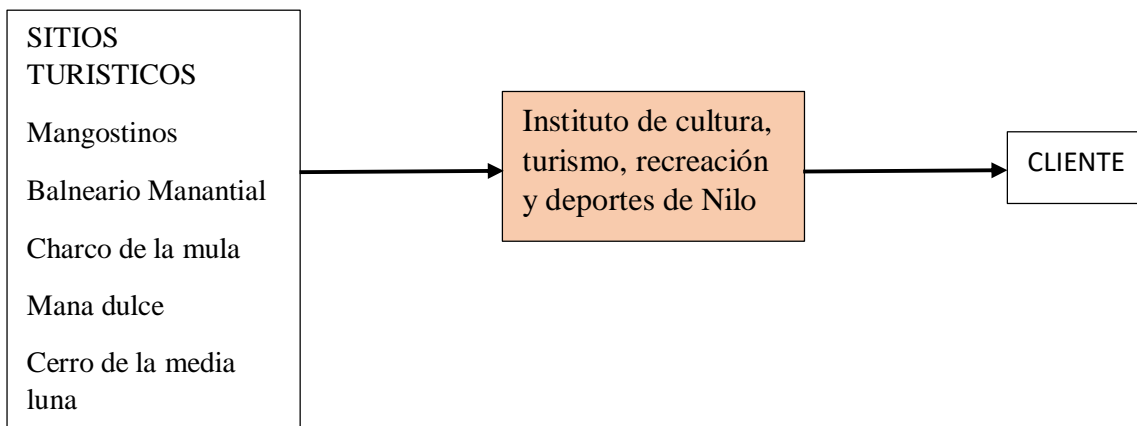 SITIOS
TURISTICOS
Mangostinos
Balneario Manantial
Charco de la mula
Mana dulce
Cerro de la media
luna
Instituto de cultura,
turismo, recreación
y deportes de Nilo
CLIENTE